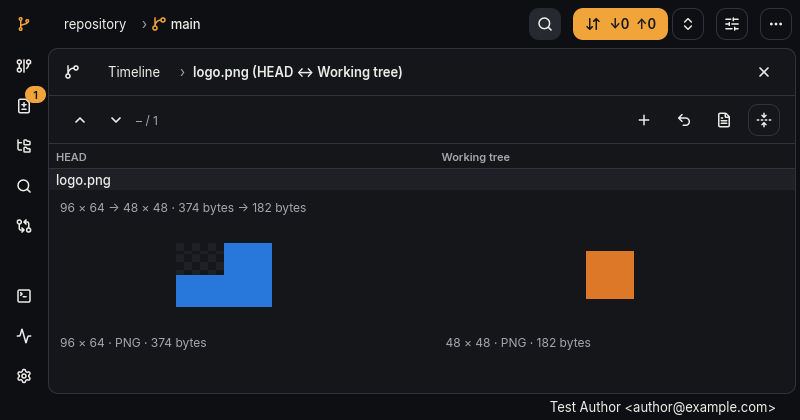 repository › main
↓0 ↑0
Timeline › logo.png (HEAD ↔ Working tree)
1
– / 1
HEAD
Working tree
logo.png
96 × 64 → 48 × 48 · 374 bytes → 182 bytes
96 × 64 · PNG · 374 bytes
48 × 48 · PNG · 182 bytes
Test Author <author@example.com>